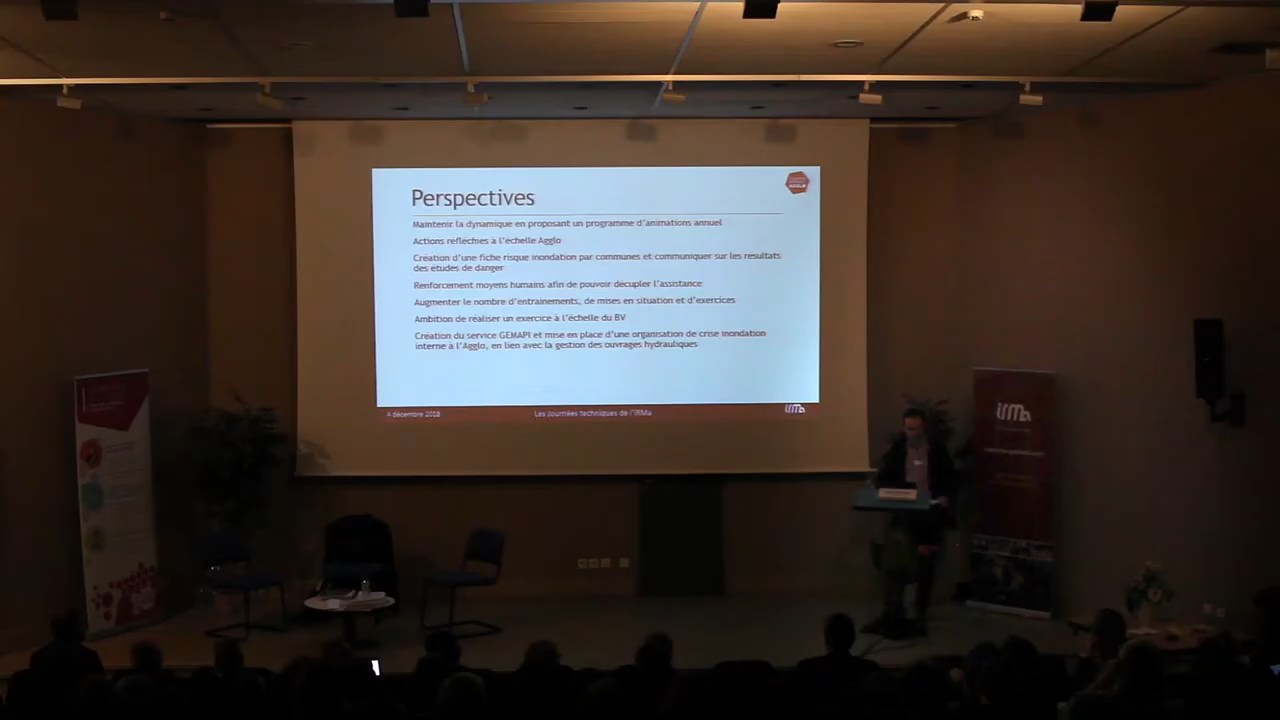 Perspectives
Maintenir la dynamique en proposant un programme d'animations annuel
Actions réfléchies à l'échelle Agglo
Création d'une fiche risque inondation par communes et communiquer sur les résultats
des études de danger
Renforcement moyens humains afin de pouvoir décupler l'assistance
Augmenter le nombre d'entrainements, de mises en situation et d'exercices
Ambition de réaliser un exercice à l'échelle du BV
Création du service GEMAPI et mise en place d'une organisation de crise inondation
interne à l'Agglo, en lien avec la gestion des ouvrages hydrauliques
4 décembre 2018
Les Journées techniques de l'IRMa
irma
irma